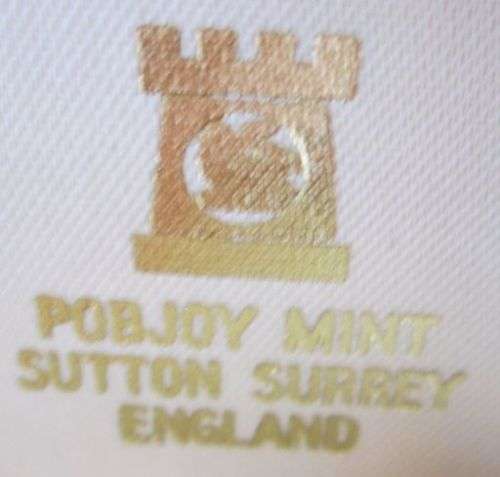 POBJOY MINT
SUTTON SURREY
ENGLAND